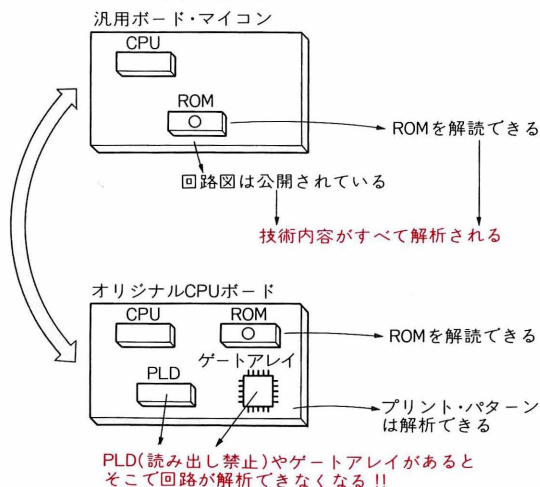 汎用ボード・マイコン
CPU
ROM
ROMを解読できる
回路図は公開されている
技術内容がすべて解析される
オリジナルCPUボード
CPU
ROM
ROMを解読できる
ゲートアレイ
PLD
プリント・パターン
は解析できる
PLD(読み出し禁止)やゲートアレイがあると
そこで回路が解析できなくなる!!